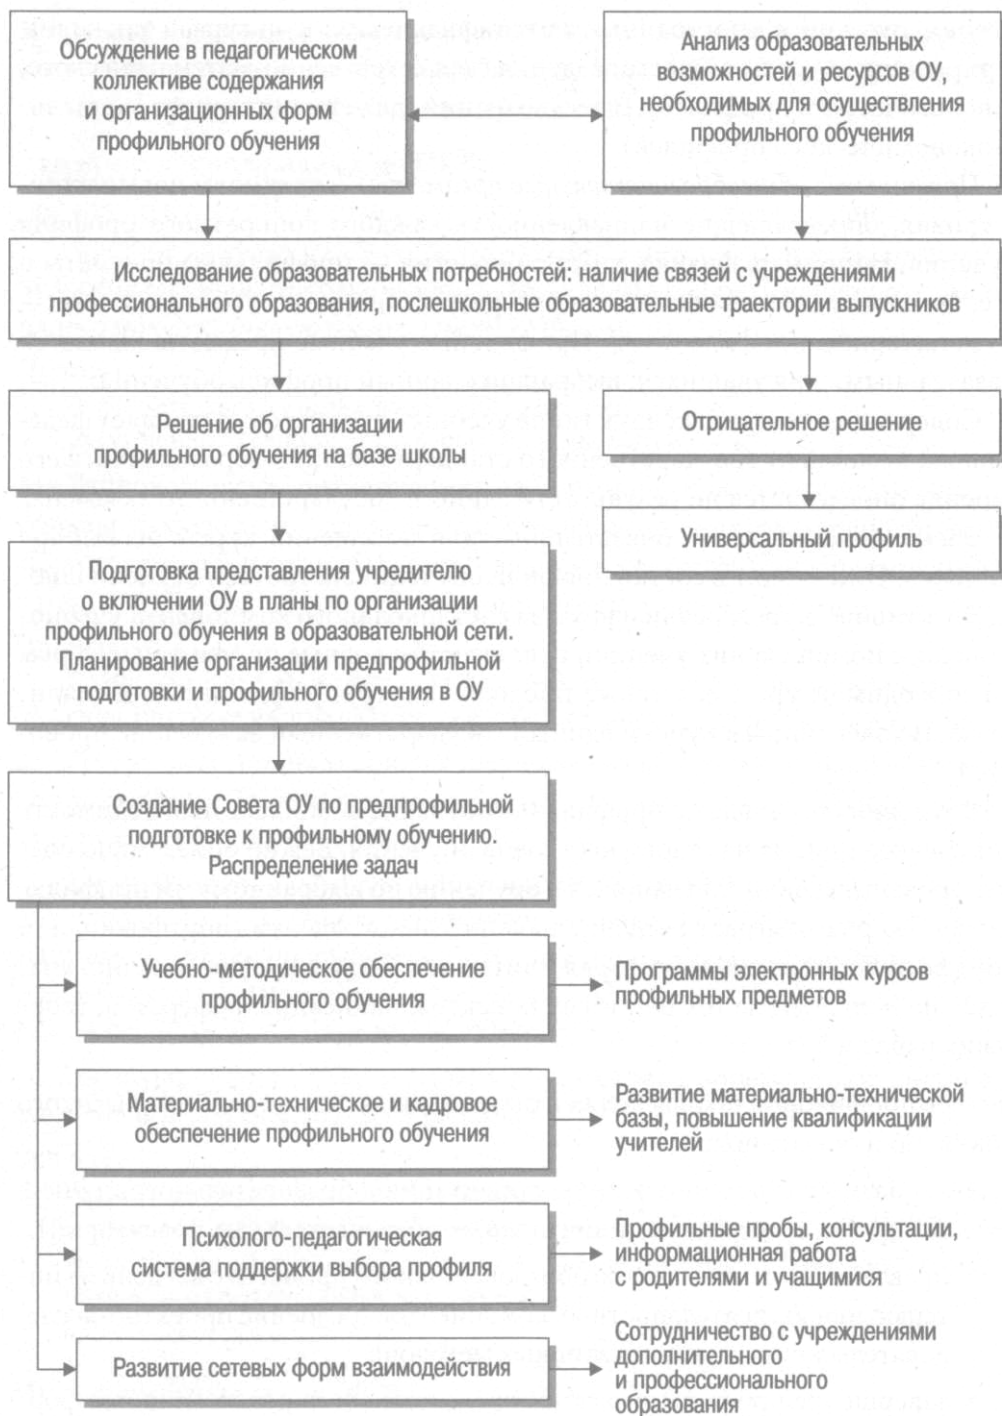 Обсуждение в педагогическом
коллективе содержания
и организационных форм
профильного обучения
Анализ образовательных
возможностей и ресурсов ОУ,
необходимых для осуществления
профильного обучения
Исследование образовательных потребностей: наличие связей с учреждениями
профессионального образования, послешкольные образовательные траектории выпускников
Решение об организации
профильного обучения на базе школы
Отрицательное решение
Универсальный профиль
Подготовка представления учредителю
о включении ОУ в планы по организации
профильного обучения в образовательной сети.
Планирование организации предпрофильной
подготовки и профильного обучения в ОУ
Создание Совета ОУ по предпрофильной
подготовке к профильному обучению.
Распределение задач
Учебно-методическое обеспечение
профильного обучения
Программы электронных курсов
профильных предметов
Материально-техническое и кадровое
обеспечение профильного обучения
Развитие материально-технической
базы, повышение квалификации
учителей
Психолого-педагогическая
система поддержки выбора профиля
Профильные пробы, консультации,
информационная работа
с родителями и учащимися
Развитие сетевых форм взаимодействия
Сотрудничество с учреждениями
дополнительного
и профессионального
образования